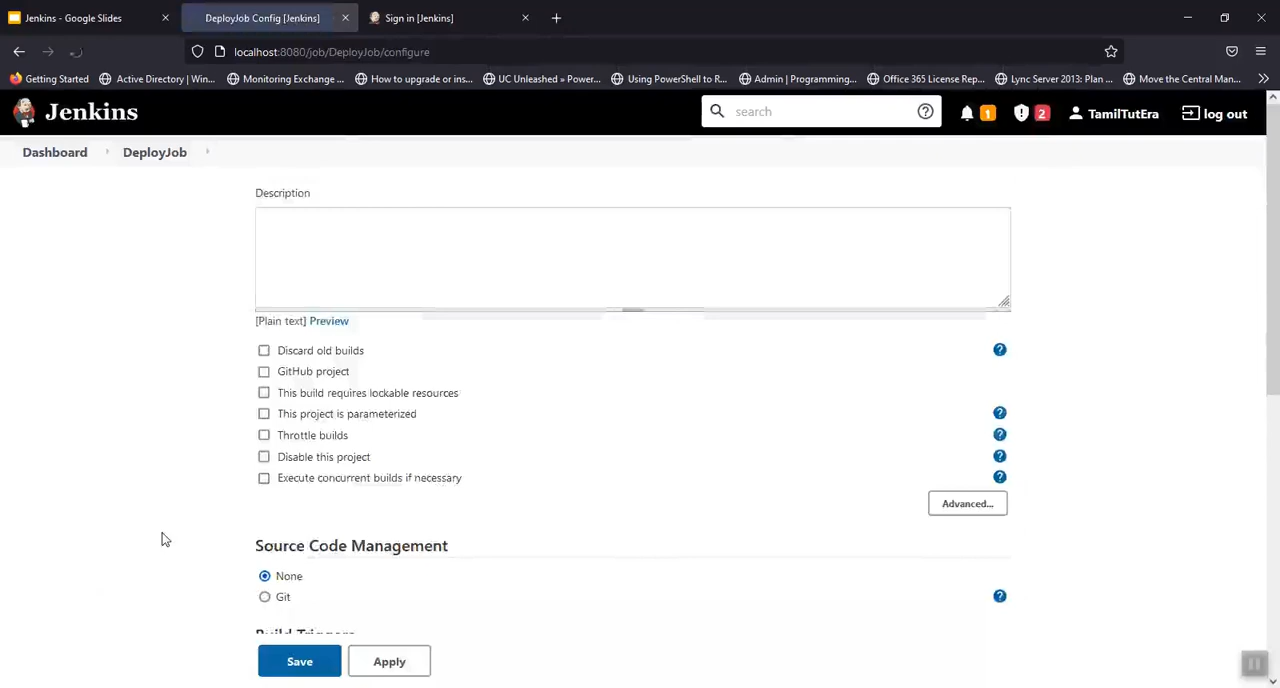 Jenkins - Google Slides
DeployJob Config [Jenkins]
Sign in [Jenkins]
localhost:8080/job/DeployJob/configure
Getting Started
Active Directory | Win...
Monitoring Exchange ...
How to upgrade or ins...
UC Unleashed » Power...
Using PowerShell to R...
Admin | Programming...
Office 365 License Rep...
Lync Server 2013: Plan ...
Move the Central Man...
Jenkins
search
1
2
TamilTutEra
log out
Dashboard
DeployJob
Description
[Plain text] Preview
Discard old builds
GitHub project
This build requires lockable resources
This project is parameterized
Throttle builds
Disable this project
Execute concurrent builds if necessary
Advanced...
Source Code Management
None
Git
Build Triggers
Save
Apply